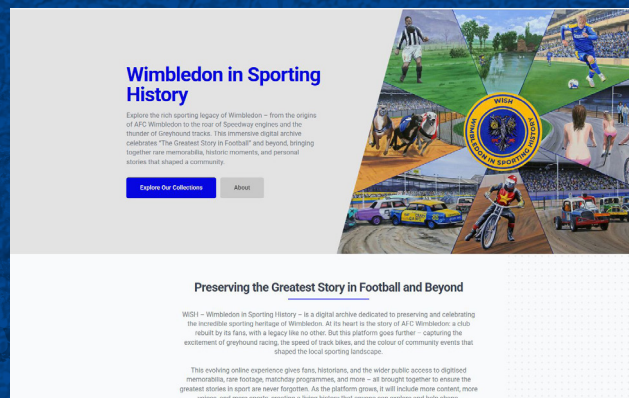 Wimbledon in Sporting
History
Explore the rich sporting legacy of Wimbledon – from the origins
of AFC Wimbledon to the roar of Speedway engines and the
thunder of Greyhound tracks. This immersive digital archive
celebrates "The Greatest Story in Football" and beyond, bringing
together rare memorabilia, historic moments, and personal
stories that shaped a community.
Explore Our Collections
About
WiSH
WIMBLEDON IN SPORTING HISTORY
Preserving the Greatest Story in Football and Beyond
WiSH – Wimbledon in Sporting History – is a digital archive dedicated to preserving and celebrating
the incredible sporting heritage of Wimbledon. At its heart is the story of AFC Wimbledon: a club
rebuilt by its fans, with a legacy like no other. But this platform goes further – capturing the
excitement of greyhound racing, the speed of track bikes, and the colour of community events that
shaped the local sporting landscape.
This evolving online experience gives fans, historians, and the wider public access to digitised
memorabilia, rare footage, matchday programmes, and more – all brought together to ensure the
greatest stories in sport are never forgotten. As the platform grows, it will include more content, more